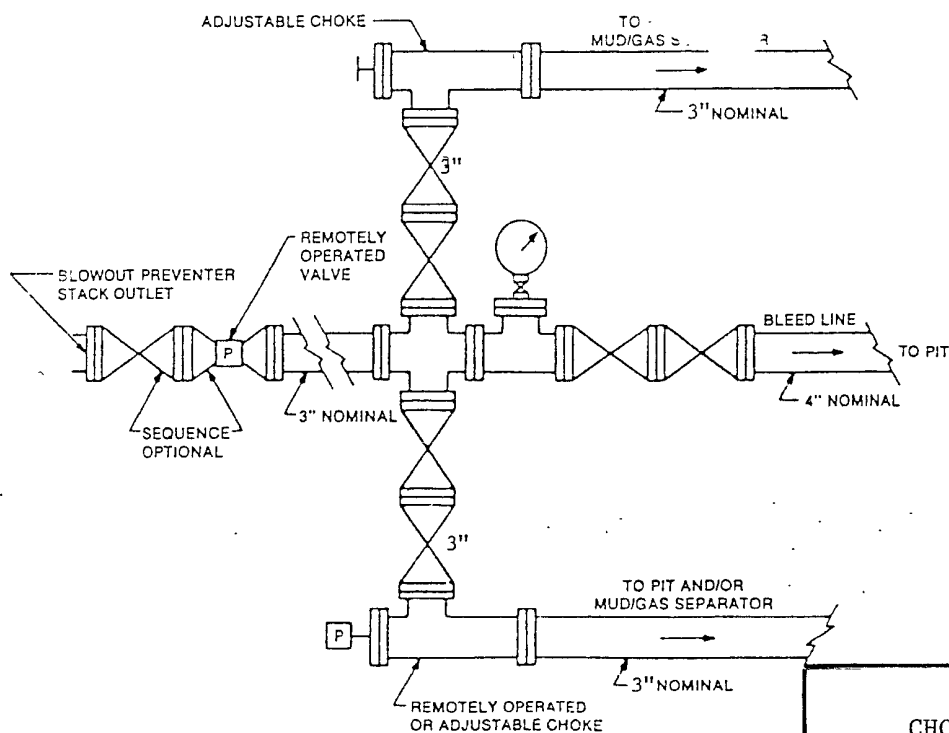 ADJUSTABLE CHOKE
TO
MUD/GAS
3" NOMINAL
3"
REMOTELY
OPERATED
VALVE
BLOWOUT PREVENTER
STACK OUTLET
P
BLEED LINE
TO PIT
4" NOMINAL
3" NOMINAL
SEQUENCE
OPTIONAL
3"
TO PIT AND/OR
MUD/GAS SEPARATOR
P
3" NOMINAL
REMOTELY OPERATED
OR ADJUSTABLE CHOKE